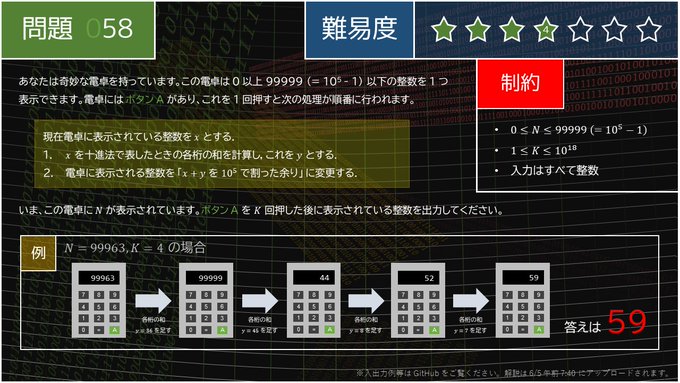 問題 058
難易度
4
あなたは奇妙な電卓を持っています。この電卓は 0 以上 99999 (= 10⁵ - 1) 以下の整数を 1 つ
表示できます。電卓にはボタン A があり、これを 1 回押すと次の処理が順番に行われます。
制約
• 0 ≤ N ≤ 99999 (= 10⁵ − 1)
• 1 ≤ K ≤ 10¹⁸
• 入力はすべて整数
現在電卓に表示されている整数を x とする.
1. x を十進法で表したときの各桁の和を計算し、これを y とする.
2. 電卓に表示される整数を「x + y を 10⁵ で割った余り」に変更する.
いま、この電卓に N が表示されています。ボタン A を K 回押した後に表示されている整数を出力してください。
例
N = 99963, K = 4 の場合
99963 99999 44 52 59
7 8 9 7 8 9 7 8 9 7 8 9 7 8 9
4 5 6 4 5 6 4 5 6 4 5 6 4 5 6
1 2 3 1 2 3 1 2 3 1 2 3 1 2 3
0 = A 0 = A 0 = A 0 = A 0 = A
各桁の和 各桁の和 各桁の和 各桁の和
y = 36 を足す y = 45 を足す y = 8 を足す y = 7 を足す
答えは 59
※入出力例等は GitHub をご覧ください。 解説は 6/5 午前 7:40 にアップロードされます。